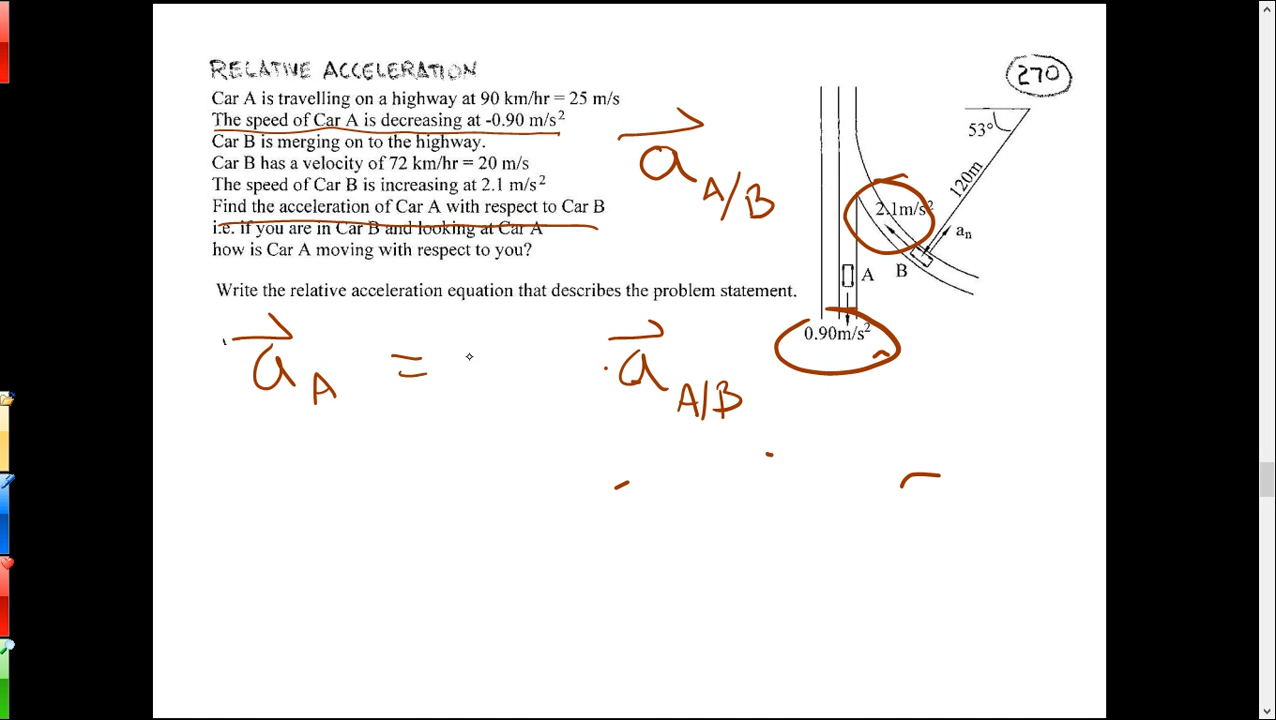 RELATIVE ACCELERATION
270
Car A is travelling on a highway at 90 km/hr = 25 m/s
The speed of Car A is decreasing at -0.90 m/s²
Car B is merging on to the highway.
Car B has a velocity of 72 km/hr = 20 m/s
The speed of Car B is increasing at 2.1 m/s²
Find the acceleration of Car A with respect to Car B
i.e. if you are in Car B and looking at Car A
how is Car A moving with respect to you?
a A/B
53°
120m
2.1m/s²
an
B
A
0.90m/s²
Write the relative acceleration equation that describes the problem statement.
a A = a A/B